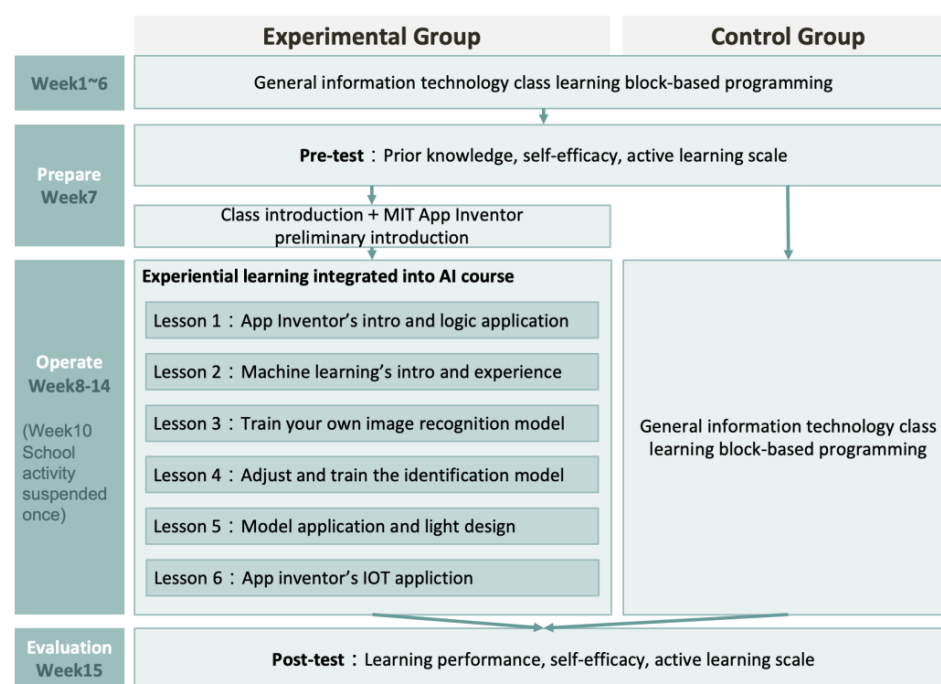 Experimental Group
Control Group
Week1~6
General information technology class learning block-based programming
Prepare
Week7
Pre-test：Prior knowledge, self-efficacy, active learning scale
Class introduction + MIT App Inventor
preliminary introduction
Operate
Week8-14
(Week10
School
activity
suspended
once)
Experiential learning integrated into AI course
Lesson 1：App Inventor’s intro and logic application
Lesson 2：Machine learning’s intro and experience
Lesson 3：Train your own image recognition model
Lesson 4：Adjust and train the identification model
Lesson 5：Model application and light design
Lesson 6：App inventor’s IOT appliction
General information technology class
learning block-based programming
Evaluation
Week15
Post-test：Learning performance, self-efficacy, active learning scale